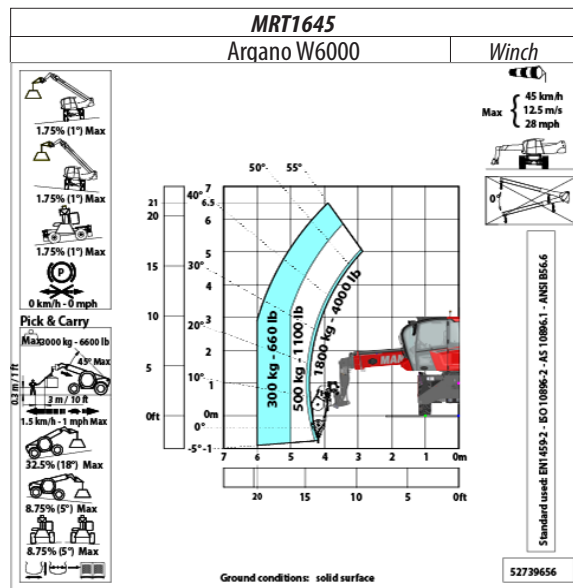 MRT1645
Argano W6000
Winch
1.75% (1°) Max
1.75% (1°) Max
1.75% (1°) Max
P
0 km/h - 0 mph
Pick & Carry
Max
3000 kg - 6600 lb
45° Max
0.3 m / 1 ft
3 m / 10 ft
1.5 km/h - 1 mph Max
32.5% (18°) Max
8.75% (5°) Max
8.75% (5°) Max
Max
45 km/h
12.5 m/s
28 mph
0°
50°
55°
40°
30°
20°
10°
0°
-5°
21
20
15
10
5
0ft
7
6.5
6
5
4
3
2
1
0m
-1
300 kg - 660 lb
500 kg - 1100 lb
1800 kg - 4000 lb
MAN
7 6 5 4 3 2 1 0m
20 15 10 5 0ft
Standard used: EN1459-2 - ISO 10896-2 - AS 10896.1 - ANSI B56.6
Ground conditions: solid surface
52739656